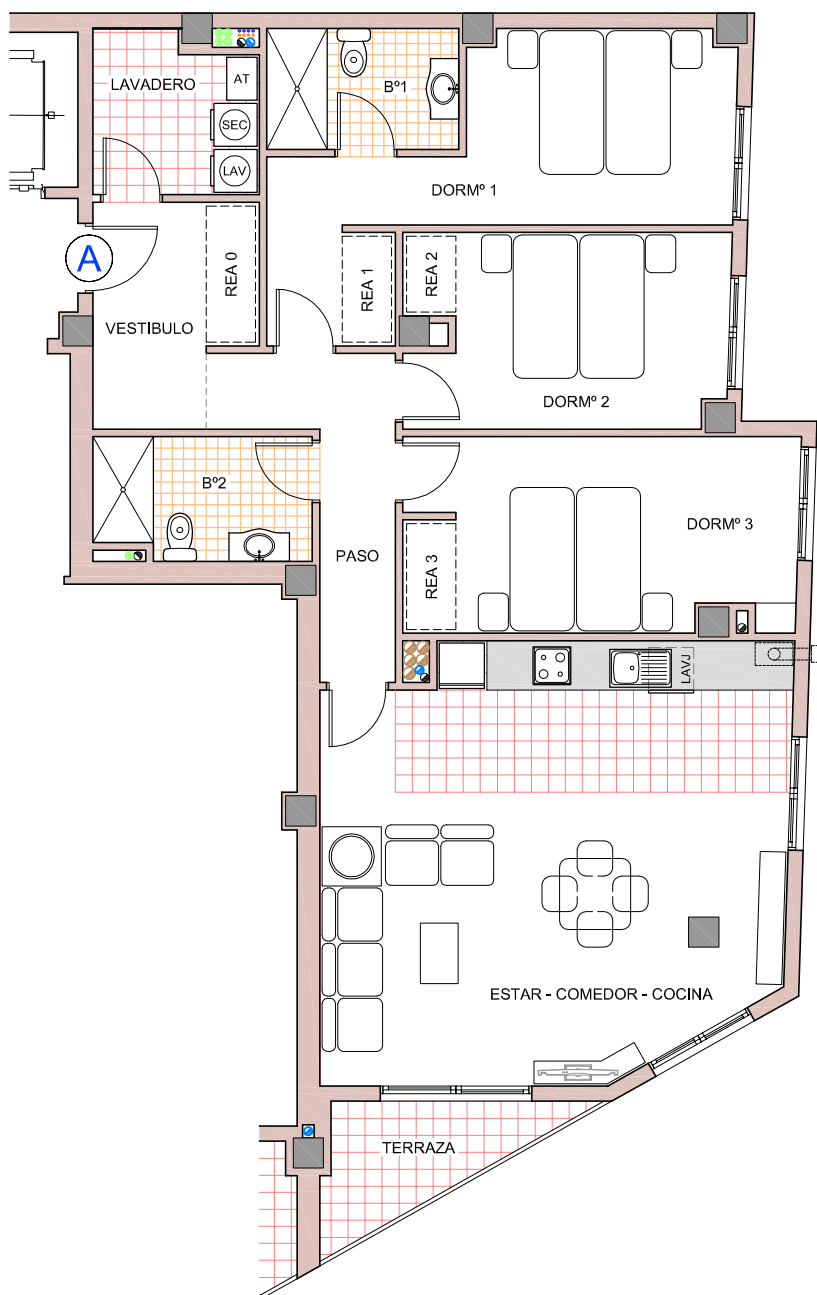 LAVADERO
AT
SEC
LAV
Bº1
DORMº 1
A
REA 0
REA 1
REA 2
VESTIBULO
DORMº 2
Bº2
PASO
REA 3
DORMº 3
LAVJ
ESTAR - COMEDOR - COCINA
TERRAZA